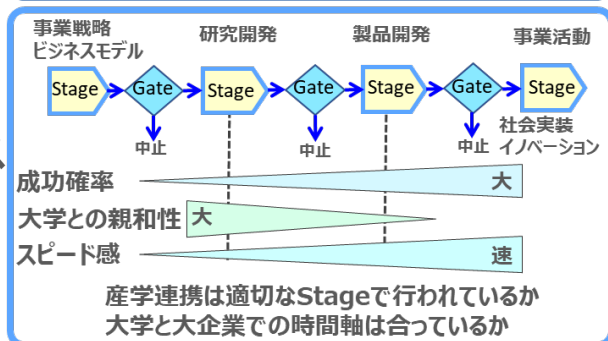 事業戦略
ビジネスモデル
研究開発
製品開発
事業活動
Stage
Gate
Stage
Gate
Stage
Gate
Stage
中止
中止
中止
社会実装
イノベーション
成功確率
大
大学との親和性
大
スピード感
速
産学連携は適切なStageで行われているか
大学と大企業での時間軸は合っているか